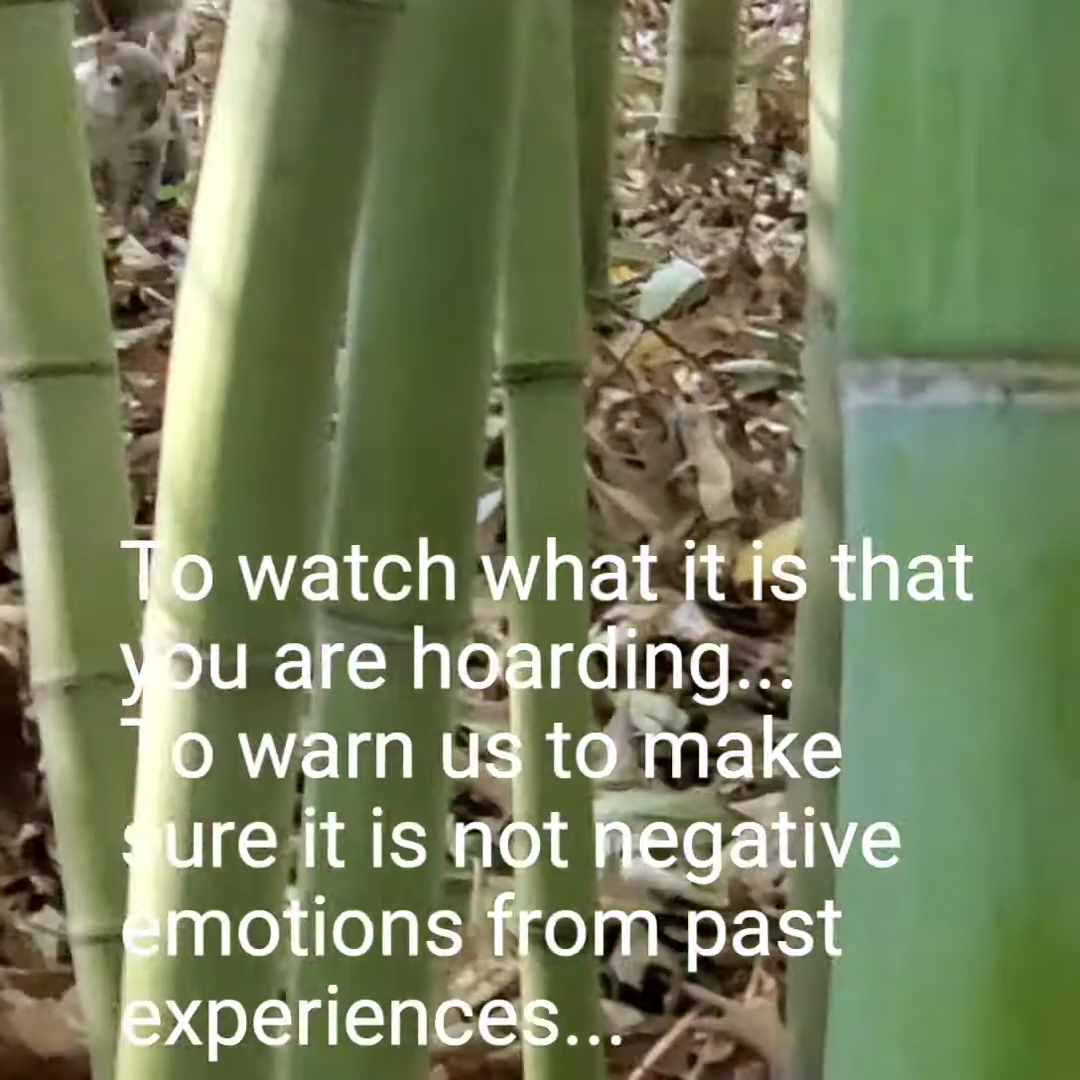 To watch what it is that
you are hoarding...
To warn us to make
sure it is not negative
emotions from past
experiences...